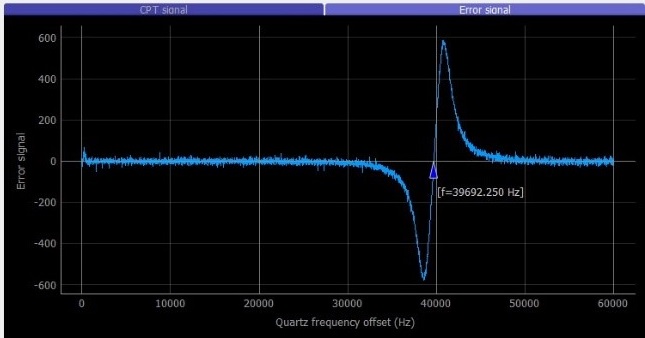 CPT signal
Error signal
600
400
200
0
-200
-400
-600
Error signal
[f=39692.250 Hz]
0
10000
20000
30000
40000
50000
60000
Quartz frequency offset (Hz)